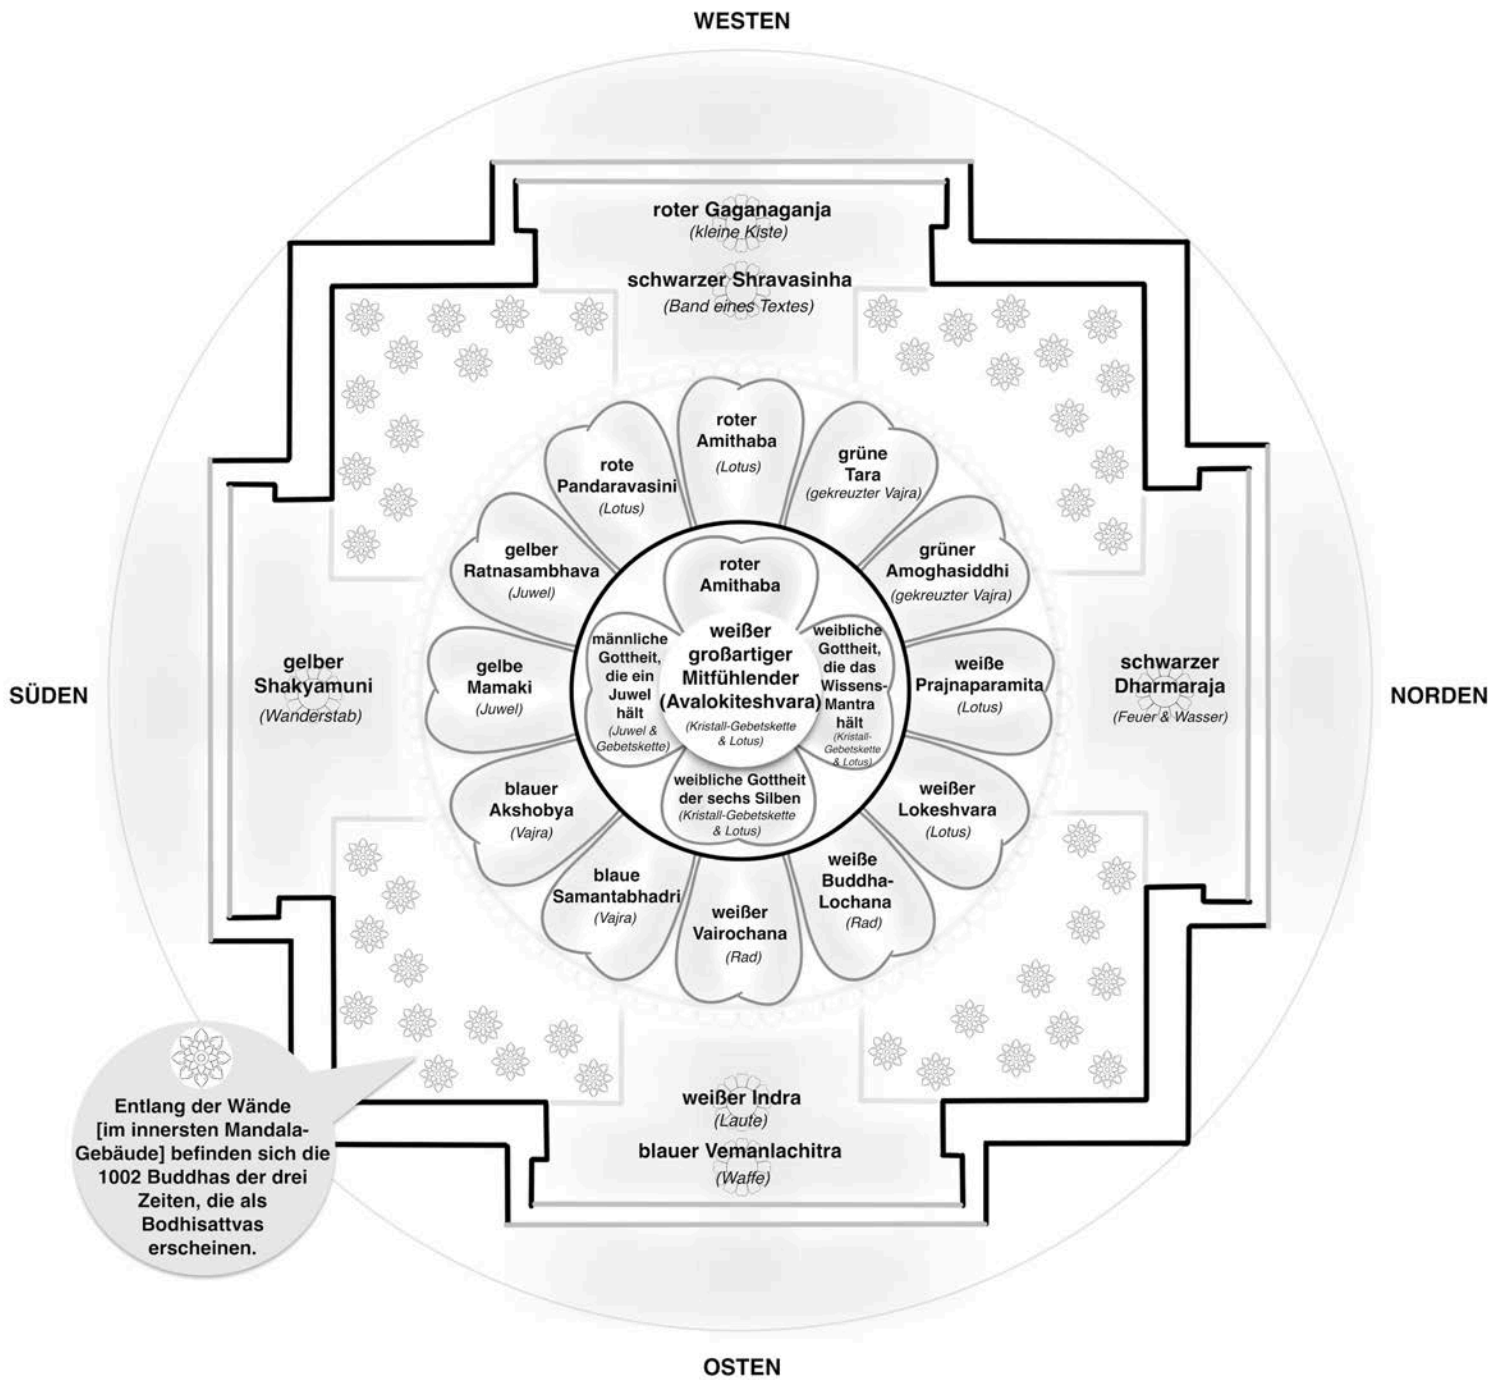 WESTEN
roter Gaganaganja
(kleine Kiste)
schwarzer Shravasinha
(Band eines Textes)
roter
Amithaba
(Lotus)
grüne
Tara
(gekreuzter Vajra)
rote
Pandaravasini
(Lotus)
gelber
Ratnasambhava
(Juwel)
grüner
Amoghasiddhi
(gekreuzter Vajra)
roter
Amithaba
männliche
Gottheit,
die ein
Juwel
hält
(Juwel &
Gebetskette)
weißer
großartiger
Mitfühlender
(Avalokiteshvara)
(Kristall-Gebetskette
& Lotus)
weibliche
Gottheit,
die das
Wissens-
Mantra
hält
(Kristall-
Gebetskette
& Lotus)
weibliche Gottheit
der sechs Silben
(Kristall-Gebetskette
& Lotus)
SÜDEN
gelber
Shakyamuni
(Wanderstab)
gelbe
Mamaki
(Juwel)
weiße
Prajnaparamita
(Lotus)
schwarzer
Dharmaraja
(Feuer & Wasser)
NORDEN
blauer
Akshobya
(Vajra)
weißer
Lokeshvara
(Lotus)
blaue
Samantabhadri
(Vajra)
weißer
Vairochana
(Rad)
weiße
Buddha-
Lochana
(Rad)
weißer Indra
(Laute)
blauer Vemanlachitra
(Waffe)
Entlang der Wände
[im innersten Mandala-
Gebäude] befinden sich die
1002 Buddhas der drei
Zeiten, die als
Bodhisattvas
erscheinen.
OSTEN